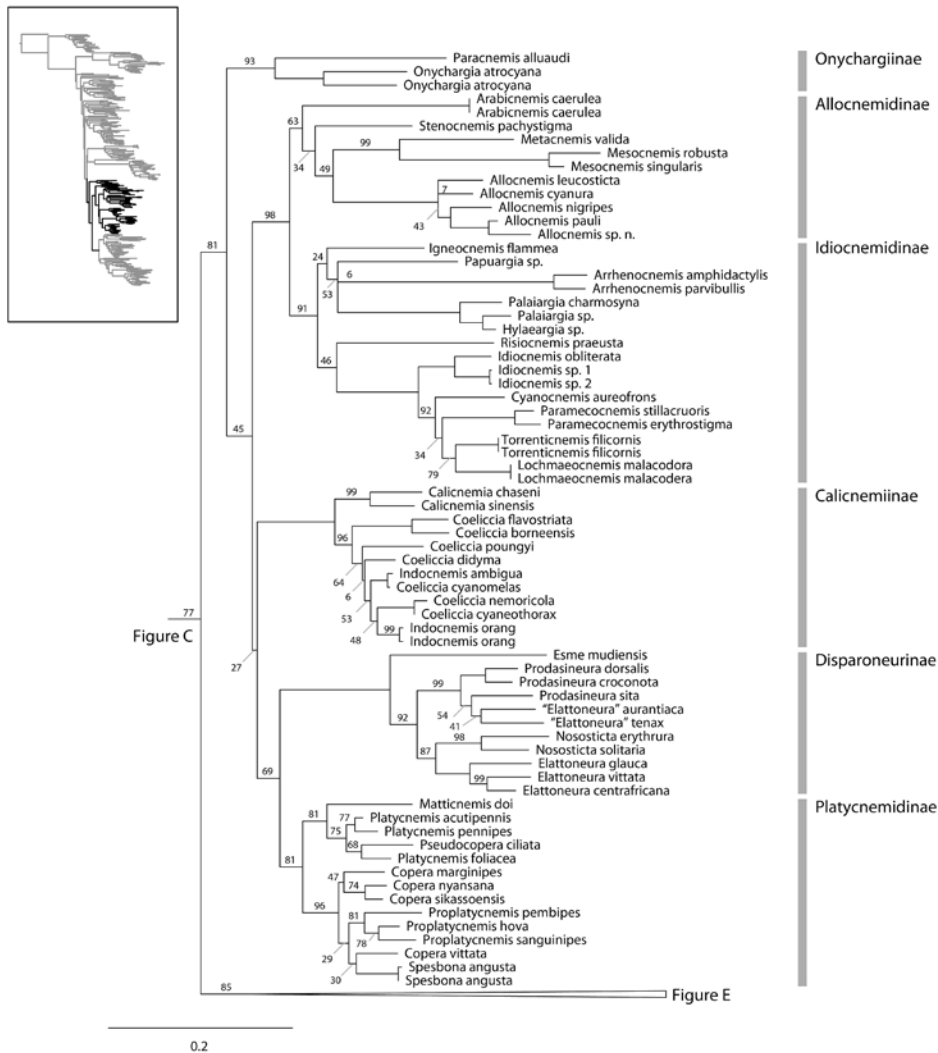 93
Paracnemis alluaudi
Onychargia atrocyana
Onychargia atrocyana
Onychargiinae
Arabicnemis caerulea
Arabicnemis caerulea
Allocnemidinae
63
Stenocnemis pachystigma
34
99
Metacnemis valida
Mesocnemis robusta
Mesocnemis singularis
49
Allocnemis leucosticta
7
Allocnemis cyanura
Allocnemis nigripes
43
Allocnemis pauli
Allocnemis sp. n.
98
81
Igneocnemis flammea
Idiocnemidinae
24
Papuargia sp.
6
53
Arrhenocnemis amphidactylis
Arrhenocnemis parvibullis
91
Palaiargia charmosyna
Palaiargia sp.
Hylaeargia sp.
46
Risiocnemis praeusta
Idiocnemis obliterata
Idiocnemis sp. 1
Idiocnemis sp. 2
92
Cyanocnemis aureofrons
Paramecocnemis stillacruoris
Paramecocnemis erythrostigma
34
Torrenticnemis filicornis
Torrenticnemis filicornis
79
Lochmaeocnemis malacodora
Lochmaeocnemis malacodera
45
99
Calicnemia chaseni
Calicnemia sinensis
Calicnemiinae
96
Coeliccia flavostriata
Coeliccia borneensis
Coeliccia poungyi
64
Coeliccia didyma
6
Indocnemis ambigua
Coeliccia cyanomelas
53
Coeliccia nemoricola
Coeliccia cyaneothorax
48
99
Indocnemis orang
Indocnemis orang
77
Figure C
27
Esme mudiensis
Disparoneurinae
Prodasineura dorsalis
99
Prodasineura croconota
Prodasineura sita
54
"Elattoneura" aurantiaca
41
"Elattoneura" tenax
92
98
Nososticta erythrura
Nososticta solitaria
87
Elattoneura glauca
99
Elattoneura vittata
Elattoneura centrafricana
69
Matticnemis doi
Platycnemidinae
81
77
Platycnemis acutipennis
75
Platycnemis pennipes
68
Pseudocopera ciliata
Platycnemis foliacea
81
47
Copera marginipes
74
Copera nyansana
Copera sikassoensis
96
81
Proplatycnemis pembipes
Proplatycnemis hova
78
Proplatycnemis sanguinipes
29
Copera vittata
30
Spesbona angusta
Spesbona angusta
85
Figure E
0.2